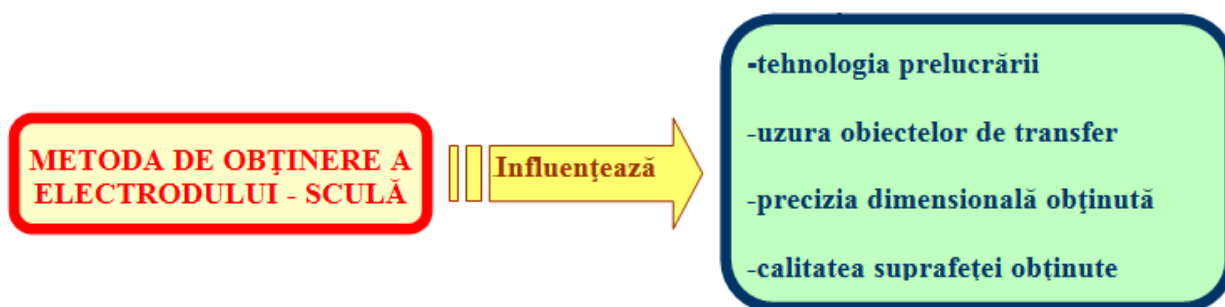 METODA DE OBŢINERE A
ELECTRODULUI - SCULĂ
Influenţează
-tehnologia prelucrării
-uzura obiectelor de transfer
-precizia dimensională obţinută
-calitatea suprafeţei obţinute